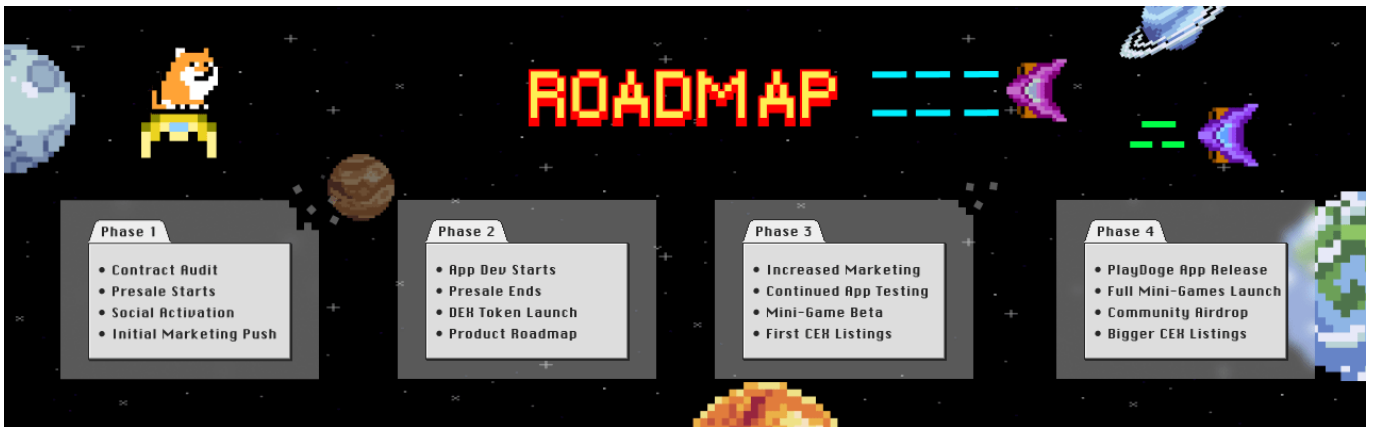 ROADMAP
Phase 1
• Contract Audit
• Presale Starts
• Social Activation
• Initial Marketing Push
Phase 2
• App Dev Starts
• Presale Ends
• DEX Token Launch
• Product Roadmap
Phase 3
• Increased Marketing
• Continued App Testing
• Mini-Game Beta
• First CEX Listings
Phase 4
• PlayDoge App Release
• Full Mini-Games Launch
• Community Airdrop
• Bigger CEX Listings